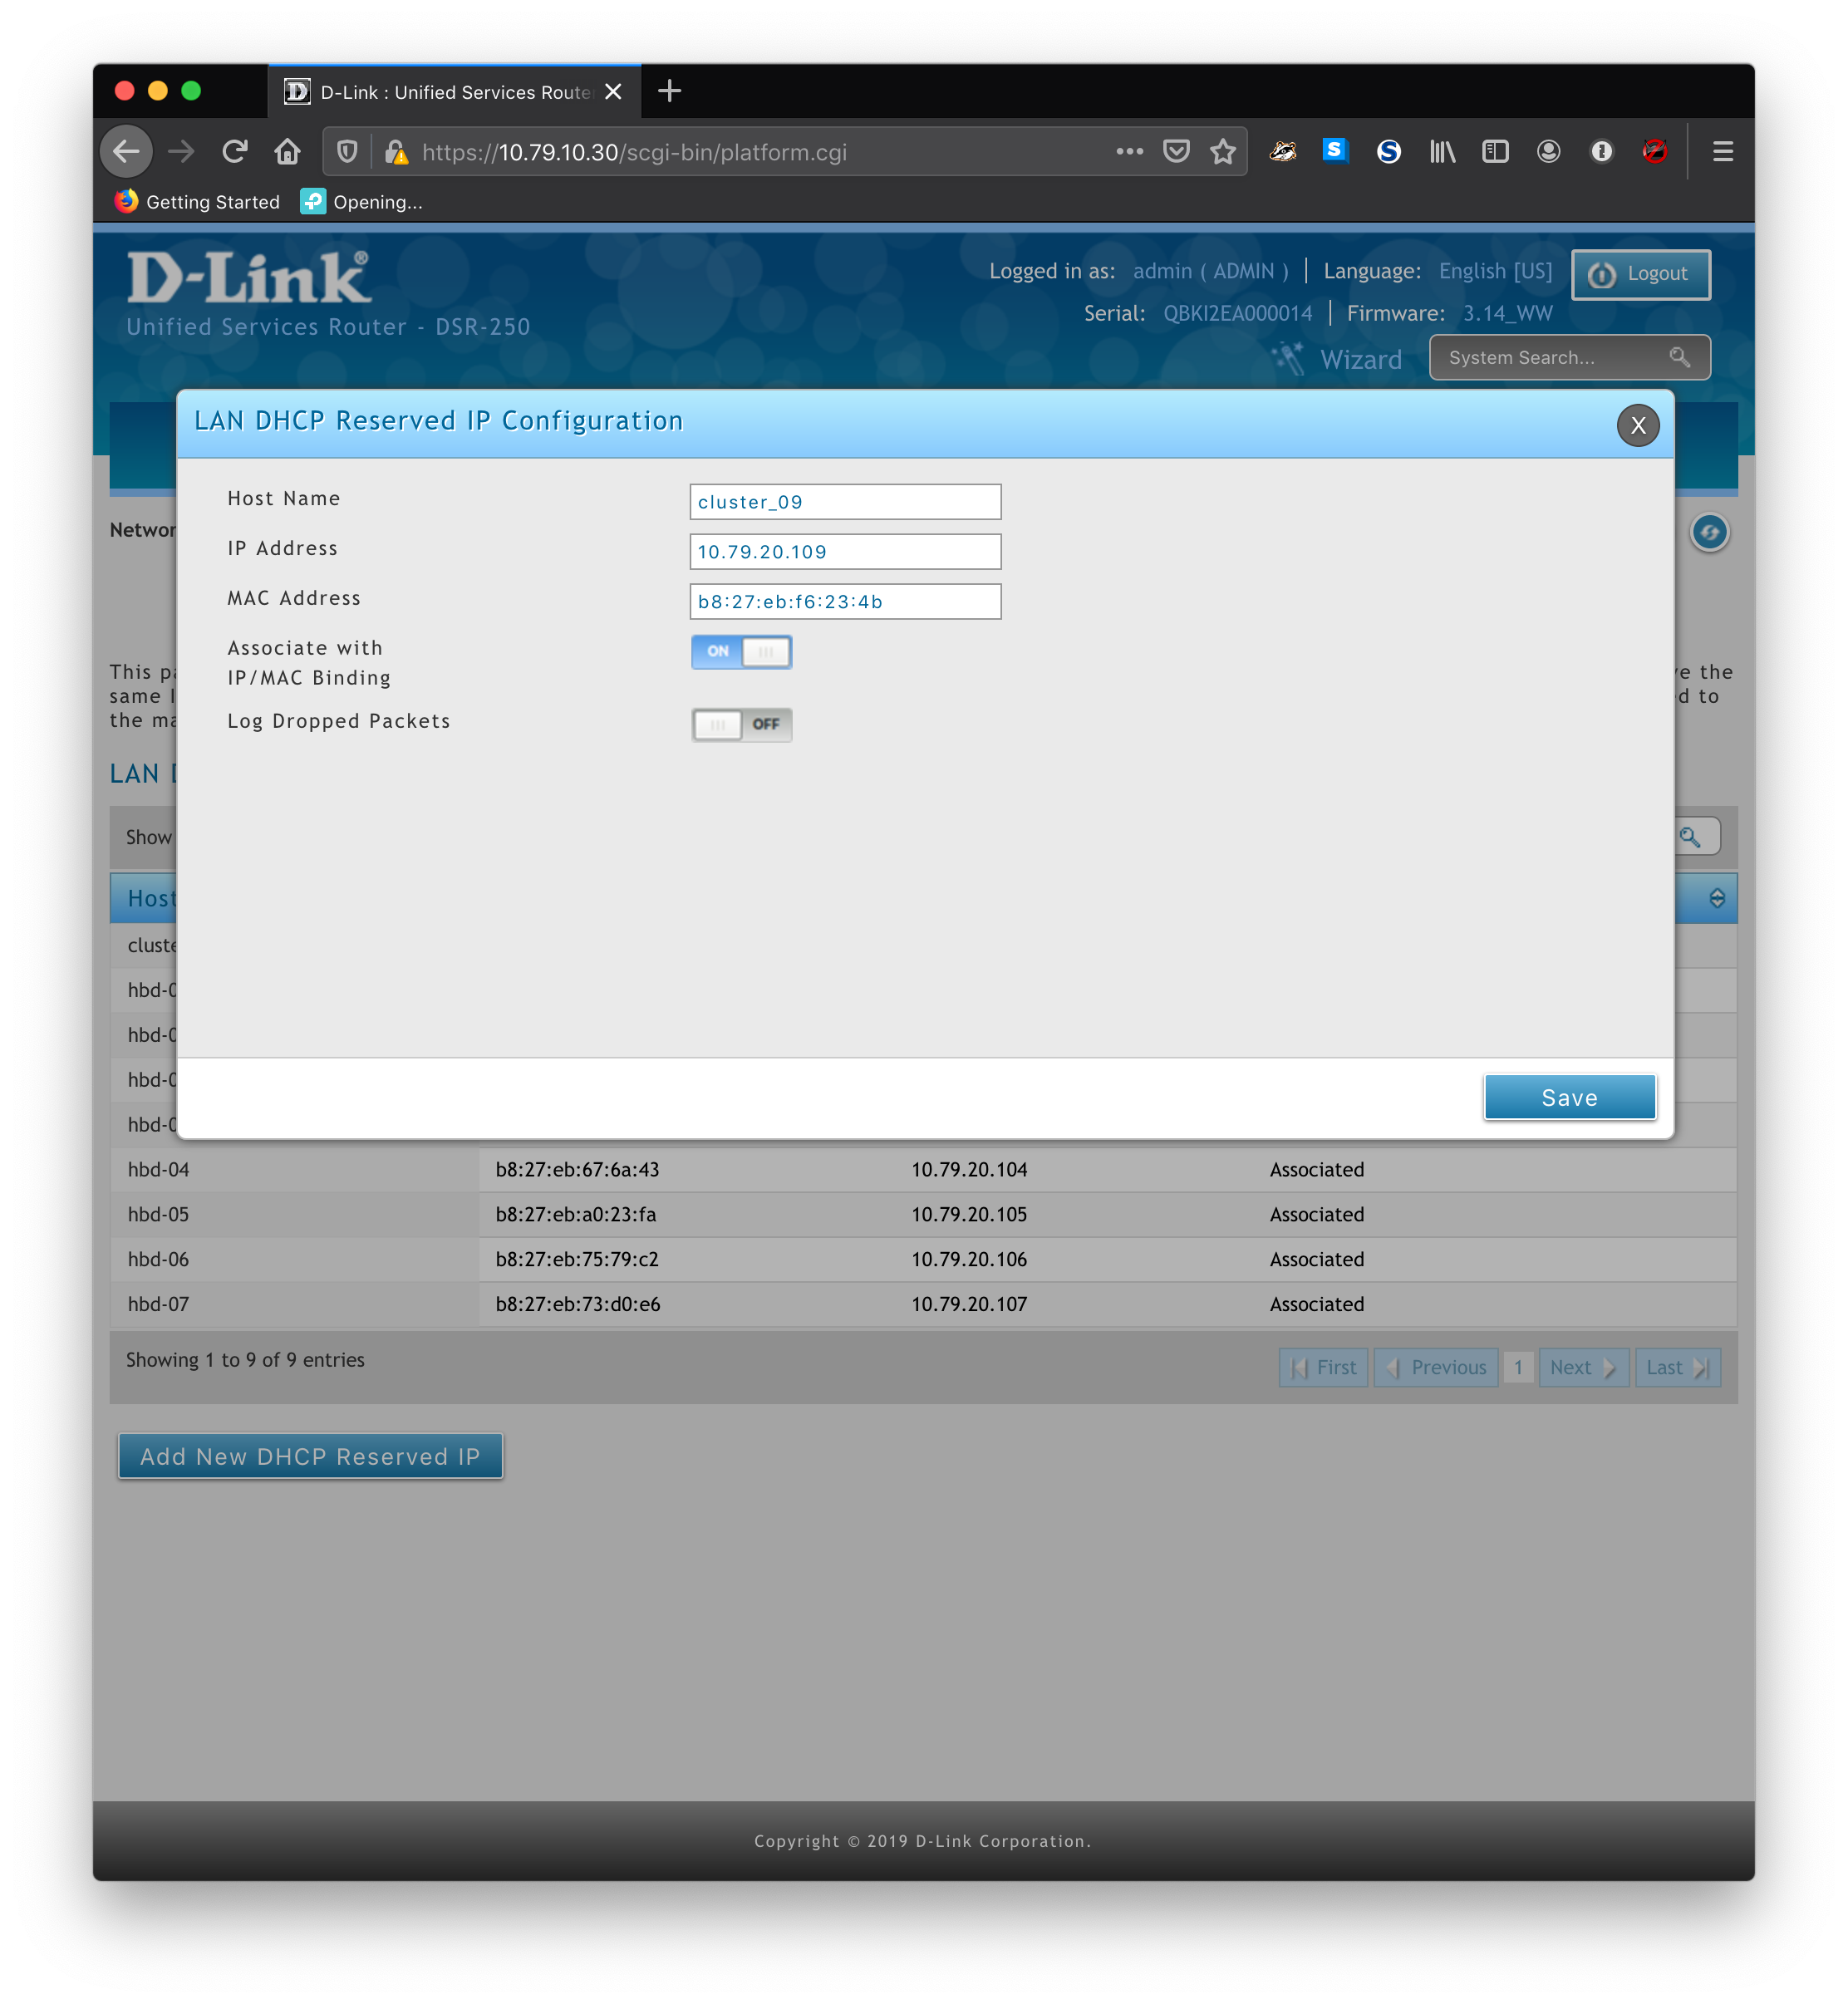 D-Link : Unified Services Route
https://10.79.10.30/scgi-bin/platform.cgi
Getting Started Opening...
D-Link®
Unified Services Router - DSR-250
Logged in as: admin ( ADMIN ) | Language: English [US] Logout
Serial: QBKI2EA000014 | Firmware: 3.14_WW
Wizard System Search...
LAN DHCP Reserved IP Configuration X
Host Name cluster_09
IP Address 10.79.20.109
MAC Address b8:27:eb:f6:23:4b
Associate with
IP/MAC Binding ON
Log Dropped Packets OFF
Save
Networ
This p
same
the ma
the
to
LAN
Show
Host
cluste
hbd-0
hbd-0
hbd-0
hbd-0
hbd-04 b8:27:eb:67:6a:43 10.79.20.104 Associated
hbd-05 b8:27:eb:a0:23:fa 10.79.20.105 Associated
hbd-06 b8:27:eb:75:79:c2 10.79.20.106 Associated
hbd-07 b8:27:eb:73:d0:e6 10.79.20.107 Associated
Showing 1 to 9 of 9 entries First Previous 1 Next Last
Add New DHCP Reserved IP
Copyright © 2019 D-Link Corporation.